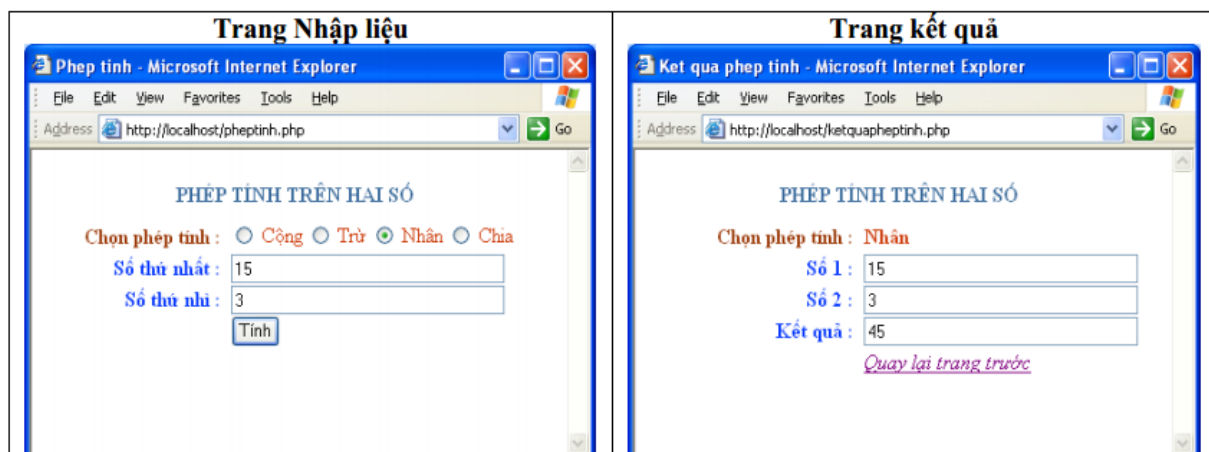 Trang Nhập liệu
Phep tinh - Microsoft Internet Explorer
File Edit View Favorites Tools Help
Address http://localhost/pheptinh.php Go
PHÉP TÍNH TRÊN HAI SỐ
Chọn phép tính : Cộng Trừ Nhân Chia
Số thứ nhất : 15
Số thứ nhì : 3
Tính
Trang kết quả
Ket qua phep tinh - Microsoft Internet Explorer
File Edit View Favorites Tools Help
Address http://localhost/ketquapheptinh.php Go
PHÉP TÍNH TRÊN HAI SỐ
Chọn phép tính : Nhân
Số 1 : 15
Số 2 : 3
Kết quả : 45
Quay lại trang trước